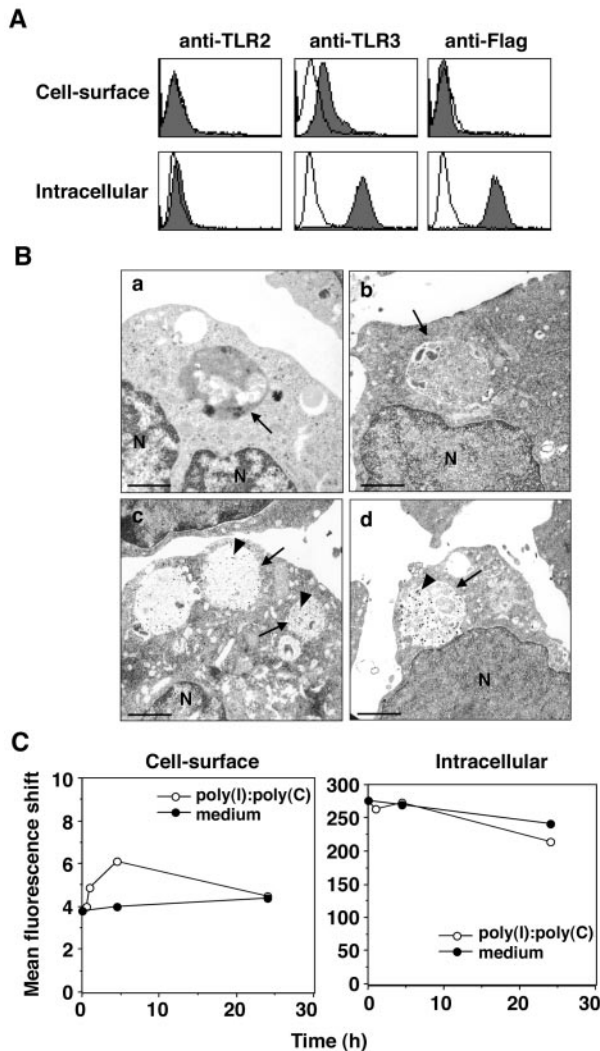 A
anti-TLR2 anti-TLR3 anti-Flag
Cell-surface
Intracellular
B
a
b
N
N
N
c
d
N
N
C
Cell-surface
Intracellular
Mean fluorescence shift
10
8
6
4
2
0
poly(I):poly(C)
medium
0 10 20 30
300
250
200
150
100
50
0
poly(I):poly(C)
medium
0 10 20 30
Time (h)